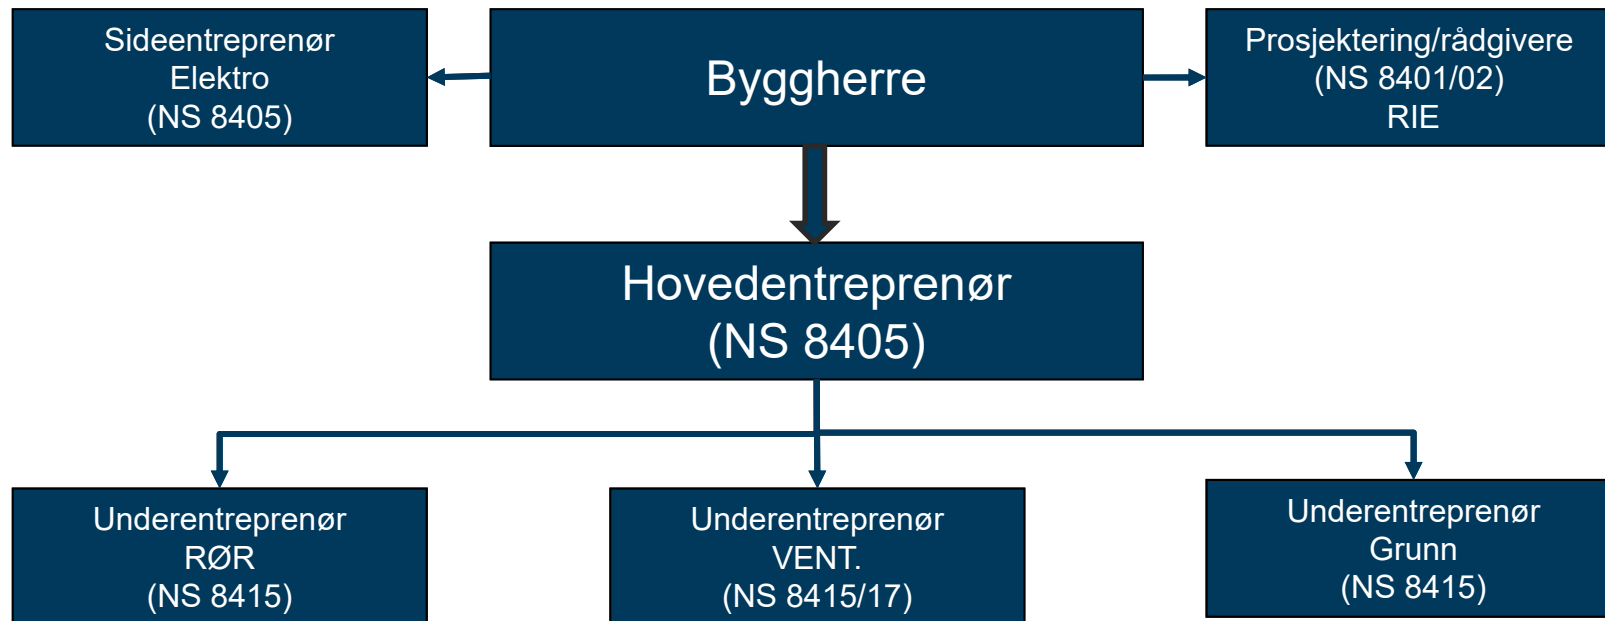 Sideentreprenør
Elektro
(NS 8405)
Byggherre
Prosjektering/rådgivere
(NS 8401/02)
RIE
Hovedentreprenør
(NS 8405)
Underentreprenør
RØR
(NS 8415)
Underentreprenør
VENT.
(NS 8415/17)
Underentreprenør
Grunn
(NS 8415)